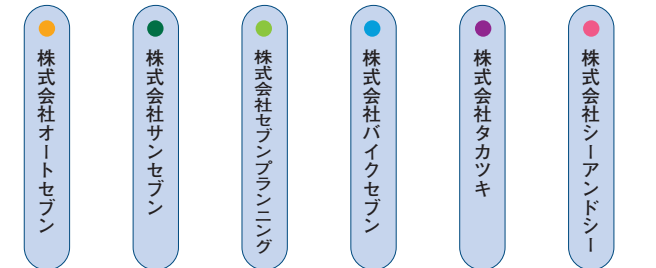 株式会社オートセブン
株式会社サンセブン
株式会社セブンプランニング
株式会社バイクセブン
株式会社タカツキ
株式会社シーアンドシー